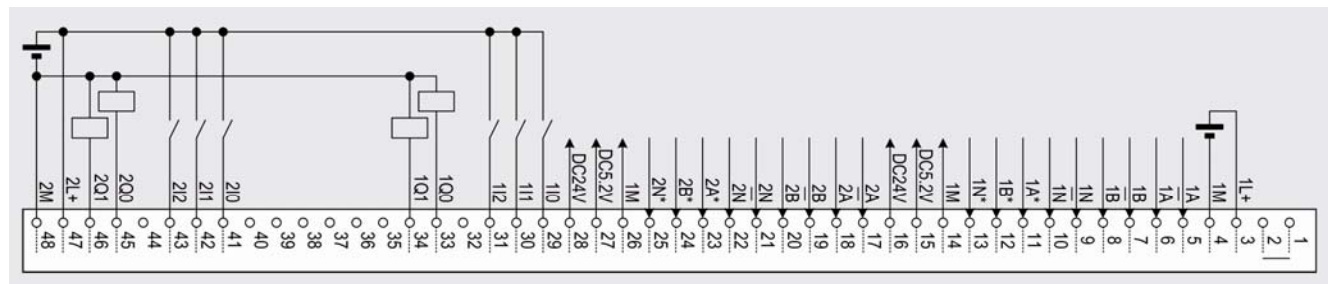 2M
2L+
2Q1
2Q0
2I2
2I1
2I0
1Q1
1Q0
1I2
1I1
1I0
DC24V
DC5.2V
1M
2N*
2B*
2A*
2N̅
2N
2B̅
2B
2A̅
2A
DC24V
DC5.2V
1M
1N*
1B*
1A*
1N̅
1N
1B̅
1B
1A̅
1A
1M
1L+
48
47
46
45
44
43
42
41
40
39
38
37
36
35
34
33
32
31
30
29
28
27
26
25
24
23
22
21
20
19
18
17
16
15
14
13
12
11
10
9
8
7
6
5
4
3
2
1